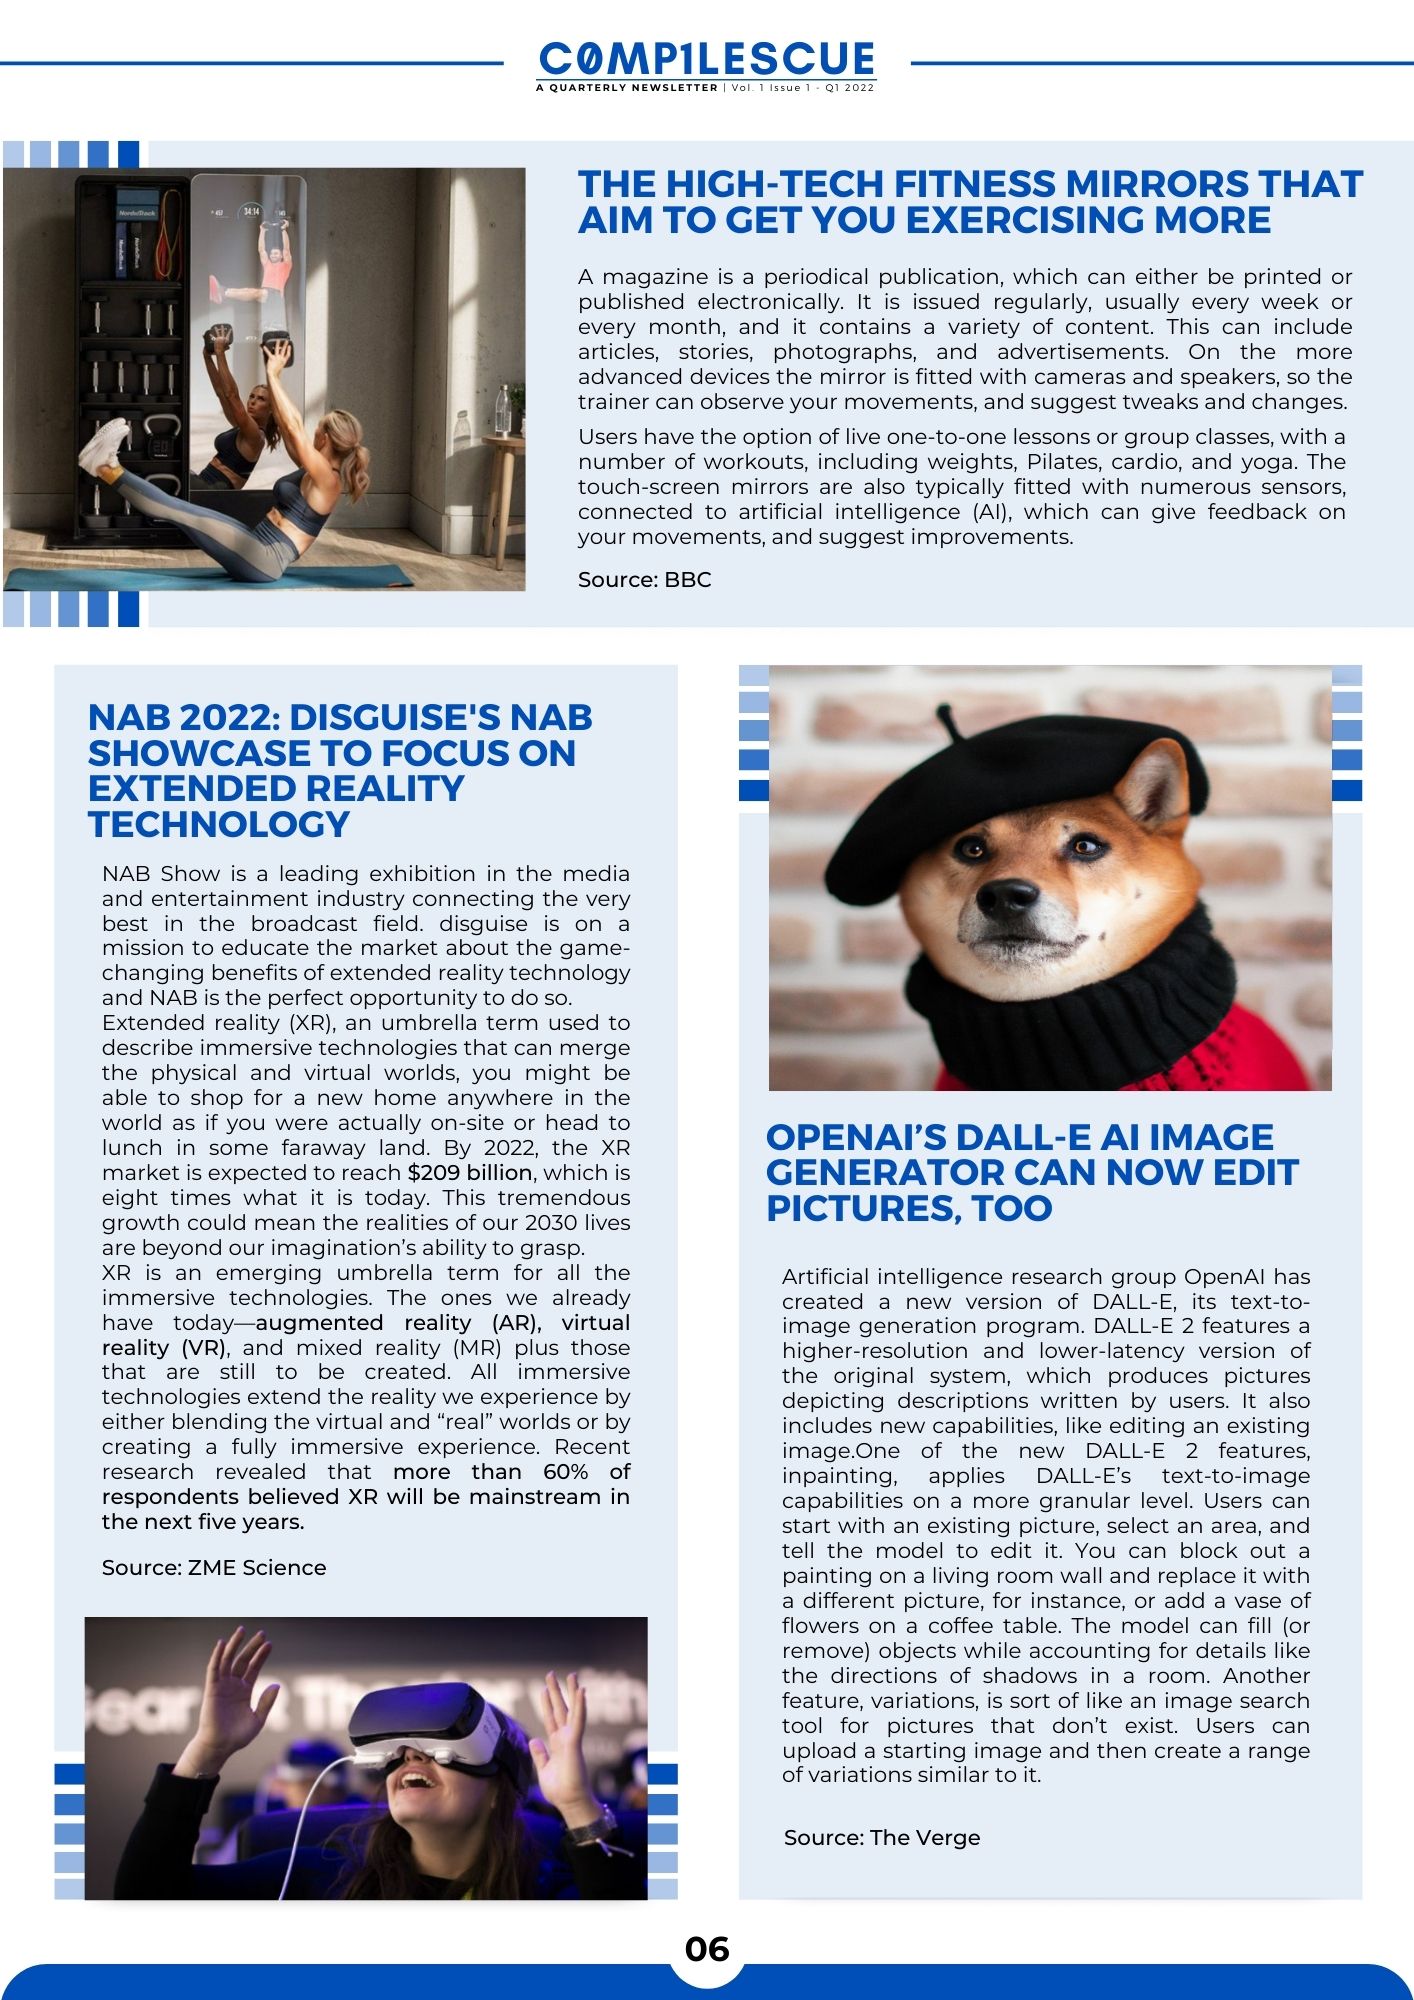 C0MP1LESCUE
A QUARTERLY NEWSLETTER | Vol. 1 Issue 1 - Q1 2022
THE HIGH-TECH FITNESS MIRRORS THAT
AIM TO GET YOU EXERCISING MORE
A magazine is a periodical publication, which can either be printed or
published electronically. It is issued regularly, usually every week or
every month, and it contains a variety of content. This can include
articles, stories, photographs, and advertisements. On the more
advanced devices the mirror is fitted with cameras and speakers, so the
trainer can observe your movements, and suggest tweaks and changes.
Users have the option of live one-to-one lessons or group classes, with a
number of workouts, including weights, Pilates, cardio, and yoga. The
touch-screen mirrors are also typically fitted with numerous sensors,
connected to artificial intelligence (AI), which can give feedback on
your movements, and suggest improvements.
Source: BBC
NordicTrack
34:14
NAB 2022: DISGUISE'S NAB
SHOWCASE TO FOCUS ON
EXTENDED REALITY
TECHNOLOGY
NAB Show is a leading exhibition in the media
and entertainment industry connecting the very
best in the broadcast field. disguise is on a
mission to educate the market about the game-
changing benefits of extended reality technology
and NAB is the perfect opportunity to do so.
Extended reality (XR), an umbrella term used to
describe immersive technologies that can merge
the physical and virtual worlds, you might be
able to shop for a new home anywhere in the
world as if you were actually on-site or head to
lunch in some faraway land. By 2022, the XR
market is expected to reach $209 billion, which is
eight times what it is today. This tremendous
growth could mean the realities of our 2030 lives
are beyond our imagination’s ability to grasp.
XR is an emerging umbrella term for all the
immersive technologies. The ones we already
have today—augmented reality (AR), virtual
reality (VR), and mixed reality (MR) plus those
that are still to be created. All immersive
technologies extend the reality we experience by
either blending the virtual and “real” worlds or by
creating a fully immersive experience. Recent
research revealed that more than 60% of
respondents believed XR will be mainstream in
the next five years.
Source: ZME Science
OPENAI’S DALL-E AI IMAGE
GENERATOR CAN NOW EDIT
PICTURES, TOO
Artificial intelligence research group OpenAI has
created a new version of DALL-E, its text-to-
image generation program. DALL-E 2 features a
higher-resolution and lower-latency version of
the original system, which produces pictures
depicting descriptions written by users. It also
includes new capabilities, like editing an existing
image.One of the new DALL-E 2 features,
inpainting, applies DALL-E’s text-to-image
capabilities on a more granular level. Users can
start with an existing picture, select an area, and
tell the model to edit it. You can block out a
painting on a living room wall and replace it with
a different picture, for instance, or add a vase of
flowers on a coffee table. The model can fill (or
remove) objects while accounting for details like
the directions of shadows in a room. Another
feature, variations, is sort of like an image search
tool for pictures that don’t exist. Users can
upload a starting image and then create a range
of variations similar to it.
Source: The Verge
06